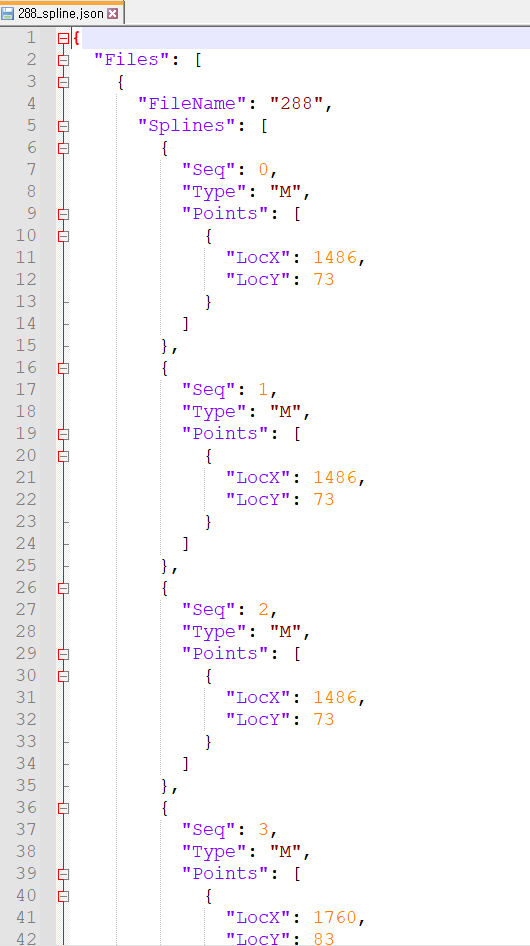 288_spline.json
1 {
2 "Files": [
3 {
4 "FileName": "288",
5 "Splines": [
6 {
7 "Seq": 0,
8 "Type": "M",
9 "Points": [
10 {
11 "LocX": 1486,
12 "LocY": 73
13 }
14 ]
15 },
16 {
17 "Seq": 1,
18 "Type": "M",
19 "Points": [
20 {
21 "LocX": 1486,
22 "LocY": 73
23 }
24 ]
25 },
26 {
27 "Seq": 2,
28 "Type": "M",
29 "Points": [
30 {
31 "LocX": 1486,
32 "LocY": 73
33 }
34 ]
35 },
36 {
37 "Seq": 3,
38 "Type": "M",
39 "Points": [
40 {
41 "LocX": 1760,
42 "LocY": 83